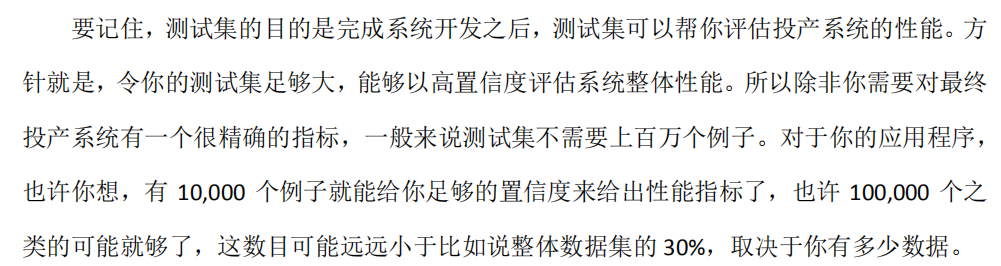 要记住，测试集的目的是完成系统开发之后，测试集可以帮你评估投产系统的性能。方
针就是，令你的测试集足够大，能够以高置信度评估系统整体性能。所以除非你需要对最终
投产系统有一个很精确的指标，一般来说测试集不需要上百万个例子。对于你的应用程序，
也许你想，有 10,000 个例子就能给你足够的置信度来给出性能指标了，也许 100,000 个之
类的可能就够了，这数目可能远远小于比如说整体数据集的 30%，取决于你有多少数据。